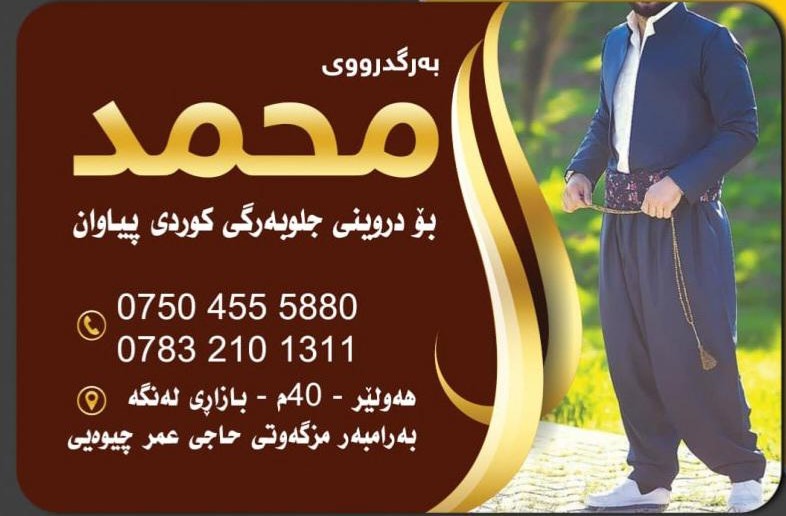 بەرگدرووی
محمد
بۆ دروینی جلوبەرگی کوردی پیاوان
0750 455 5880
0783 210 1311
هەولێر - 40م - بازاڕی لەنگە
بەرامبەر مزگەوتی حاجی عمر چیوەیی